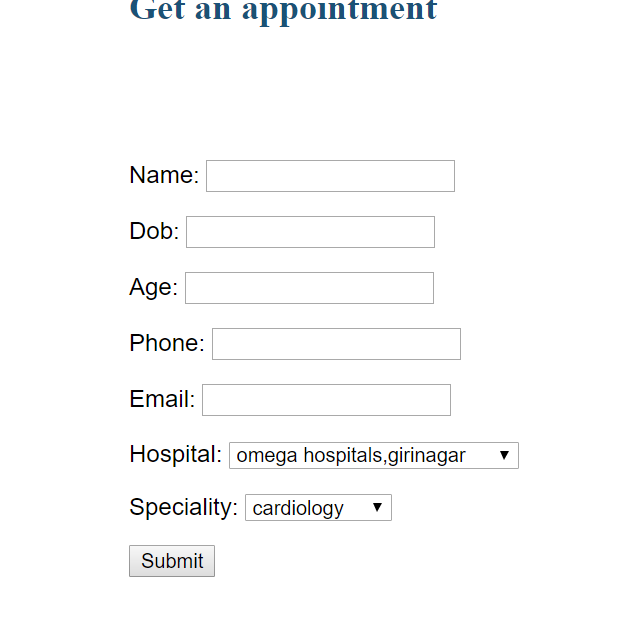 Get an appointment
Name:
Dob:
Age:
Phone:
Email:
Hospital: omega hospitals,girinagar
Speciality: cardiology
Submit